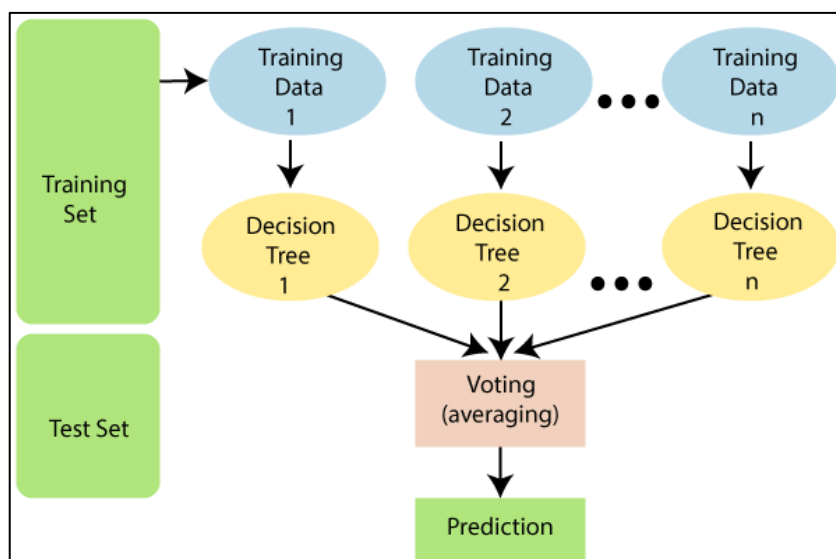 Training
Set
Test Set
Training
Data
1
Training
Data
2
Training
Data
n
Decision
Tree
1
Decision
Tree
2
Decision
Tree
n
Voting
(averaging)
Prediction